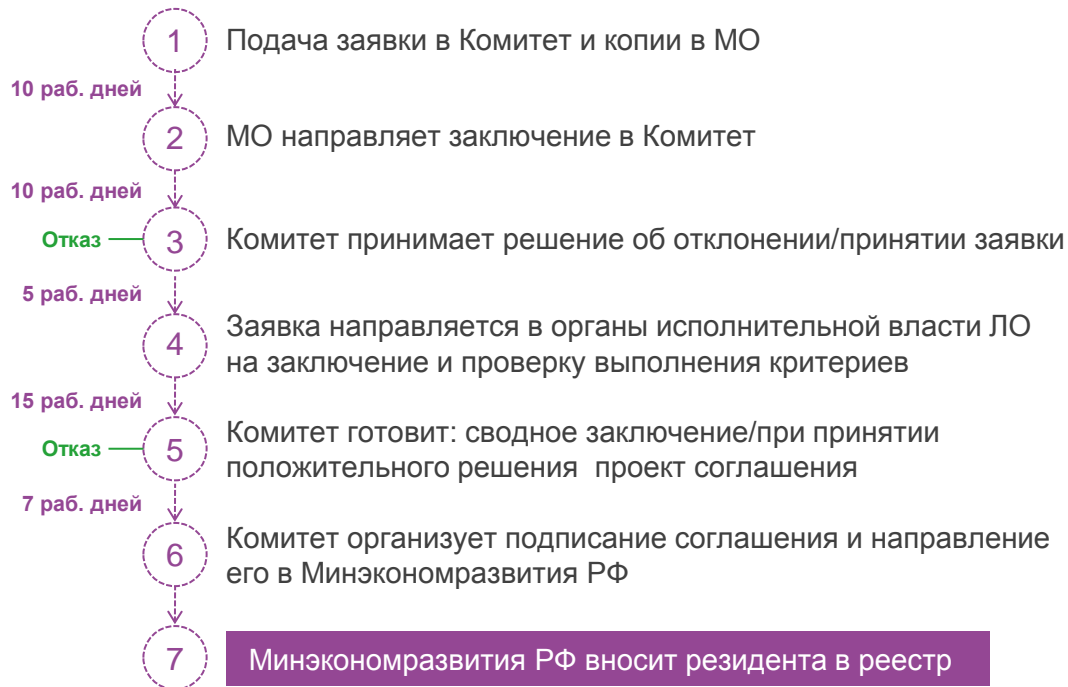 1 Подача заявки в Комитет и копии в МО
10 раб. дней
2 МО направляет заключение в Комитет
10 раб. дней
Отказ 3 Комитет принимает решение об отклонении/принятии заявки
5 раб. дней
4 Заявка направляется в органы исполнительной власти ЛО
на заключение и проверку выполнения критериев
15 раб. дней
Отказ 5 Комитет готовит: сводное заключение/при принятии
положительного решения проект соглашения
7 раб. дней
6 Комитет организует подписание соглашения и направление
его в Минэкономразвития РФ
7 Минэкономразвития РФ вносит резидента в реестр